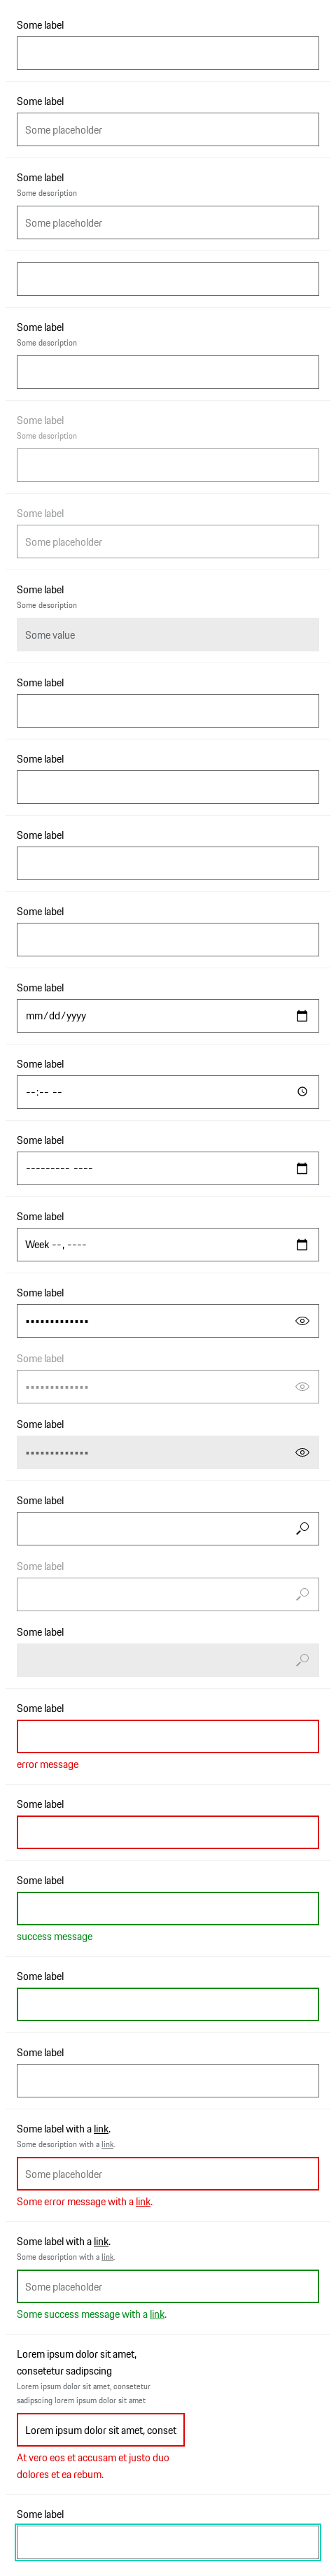 Some label
Some label
Some placeholder
Some label
Some description
Some placeholder
Some label
Some description
Some label
Some description
Some label
Some placeholder
Some label
Some description
Some value
Some label
Some label
Some label
Some label
Some label
mm/dd/yyyy
Some label
--:-- --
Some label
--------- ----
Some label
Week --, ----
Some label
•••••••••••••
Some label
•••••••••••••
Some label
•••••••••••••
Some label
Some label
Some label
Some label
error message
Some label
Some label
success message
Some label
Some label
Some label with a link.
Some description with a link.
Some placeholder
Some error message with a link.
Some label with a link.
Some description with a link.
Some placeholder
Some success message with a link.
Lorem ipsum dolor sit amet,
consetetur sadipscing
Lorem ipsum dolor sit amet, consetetur
sadipscing lorem ipsum dolor sit amet
Lorem ipsum dolor sit amet, conset
At vero eos et accusam et justo duo
dolores et ea rebum.
Some label